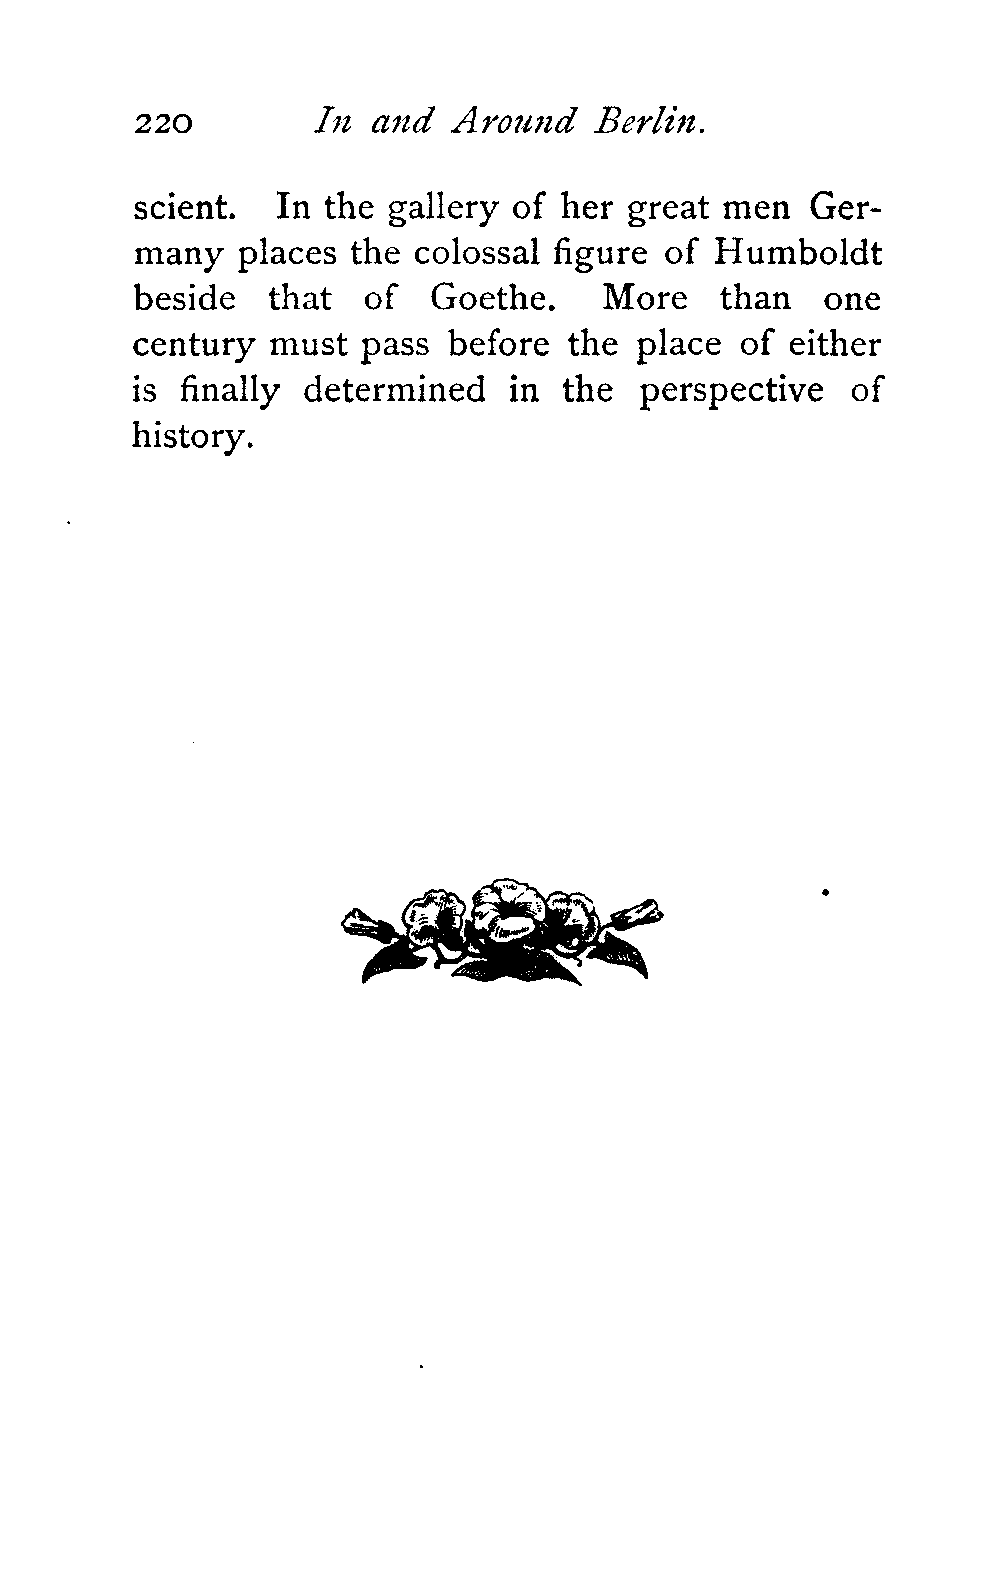 220 In and Around Berlin.
scient. In the gallery of her great men Ger-
many places the colossal figure of Humboldt
beside that of Goethe. More than one
century must pass before the place of either
is finally determined in the perspective of
history.